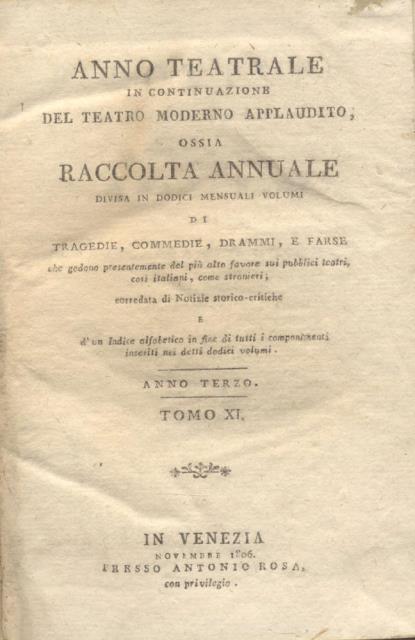 ANNO TEATRALE
IN CONTINUAZIONE
DEL TEATRO MODERNO APPLAUDITO,
OSSIA
RACCOLTA ANNUALE
DIVISA IN DODICI MENSUALI VOLUMI
DI
TRAGEDIE, COMMEDIE, DRAMMI, E FARSE
che godono presentemente del più alto favore sui pubblici teatri,
così italiani, come stranieri;
corredata di Notizie storico-critiche
E
d'un Indice alfabetico in fine di tutti i componimenti
inseriti nei detti dodici volumi.
ANNO TERZO.
TOMO XI.
IN VENEZIA
NOVEMBRE 1806.
PRESSO ANTONIO ROSA,
con privilegio.